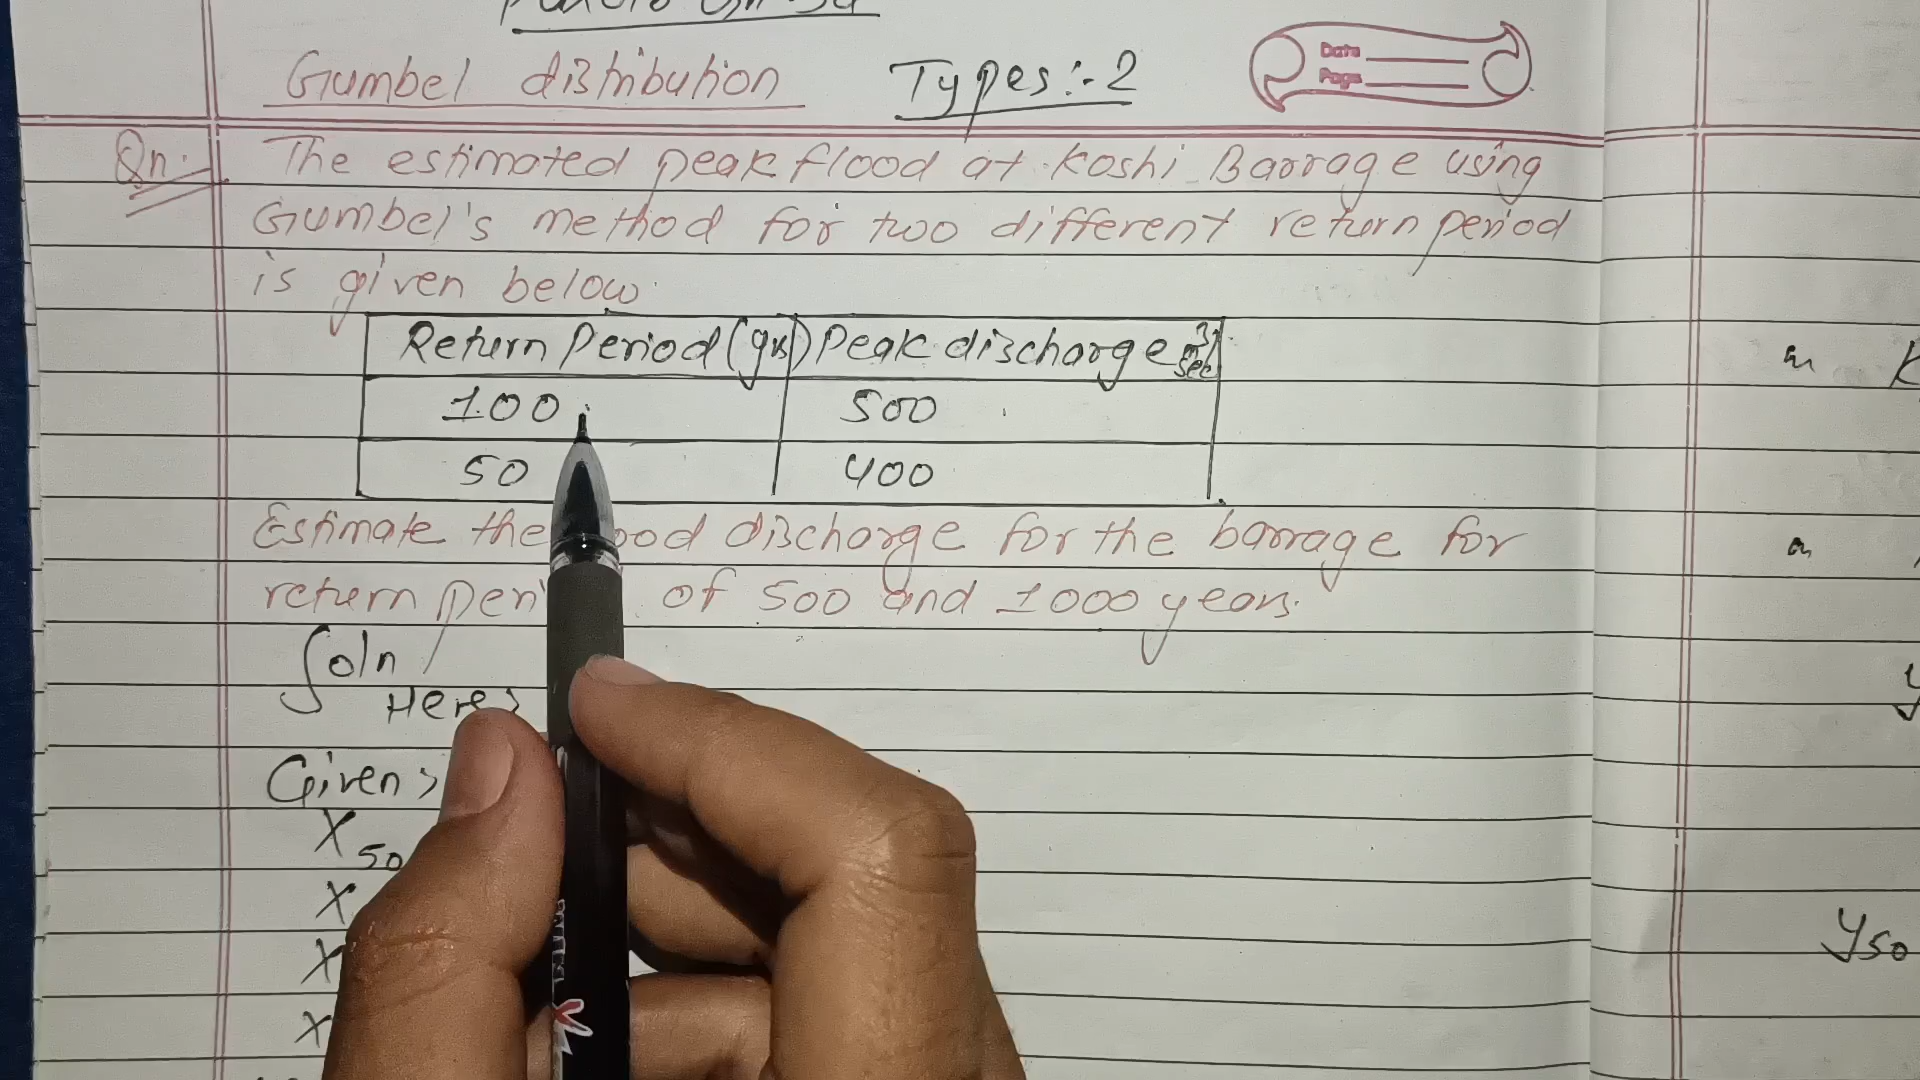 Gumbel distribution Types:-2
Date
Page
Qn. The estimated peak flood at Koshi Barrage using
Gumbel's method for two different return period
is given below.
Return Period (yrs) Peak discharge m3/sec
100 500
50 400
Estimate the ood discharge for the barrage for
return peri of 500 and 1000 years.
Soln
Here,
Given,
X50
X
X
X
Y50